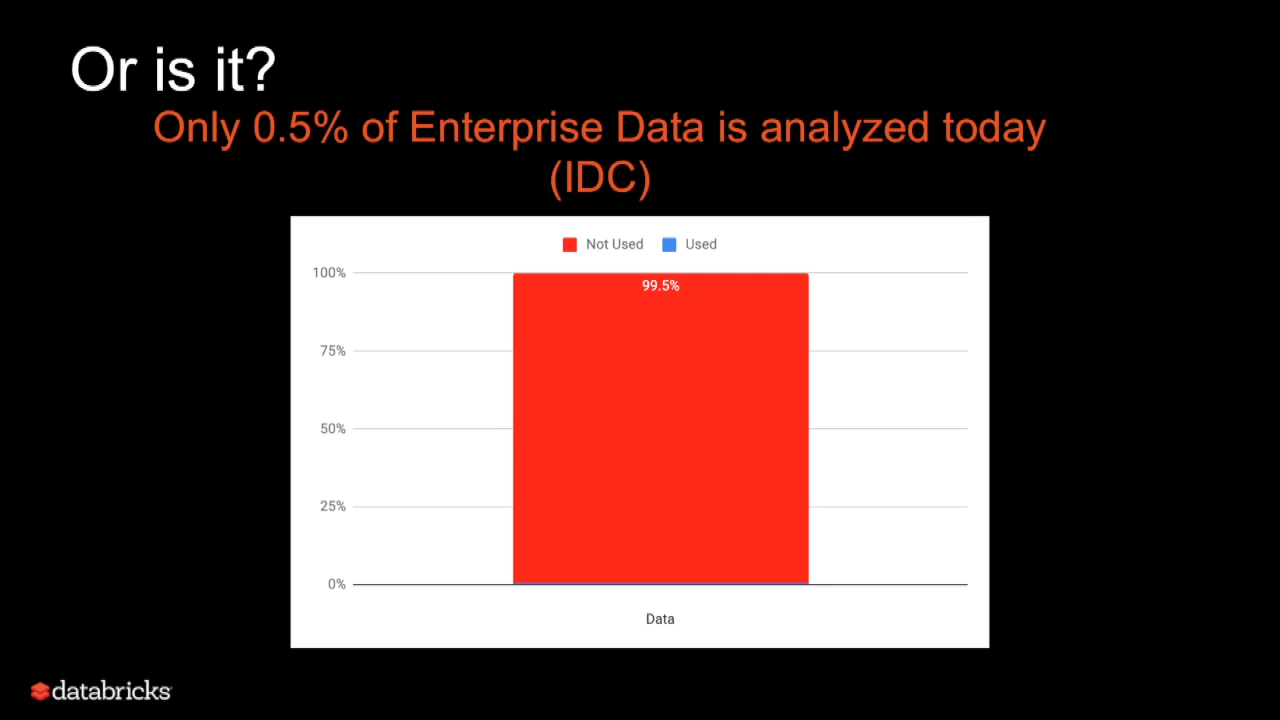 Or is it?
Only 0.5% of Enterprise Data is analyzed today
(IDC)
Not Used Used
100%
99.5%
75%
50%
25%
0%
Data
databricks